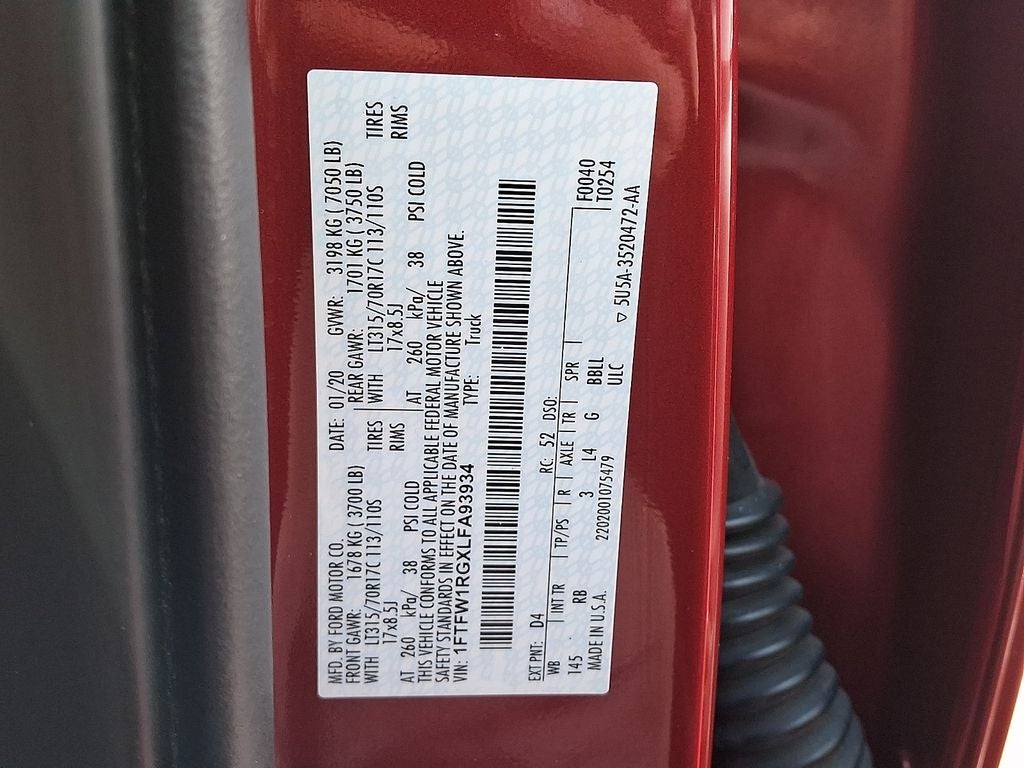 MFD. BY FORD MOTOR CO. DATE: 01/20 GVWR: 3198 KG ( 7050 LB)
FRONT GAWR: 1678 KG ( 3700 LB) REAR GAWR: 1701 KG ( 3750 LB)
WITH LT315/70R17C 113/110S TIRES WITH LT315/70R17C 113/110S TIRES
17x8.5J RIMS 17x8.5J RIMS
AT 260 kPa/ 38 PSI COLD AT 260 kPa/ 38 PSI COLD
THIS VEHICLE CONFORMS TO ALL APPLICABLE FEDERAL MOTOR VEHICLE
SAFETY STANDARDS IN EFFECT ON THE DATE OF MANUFACTURE SHOWN ABOVE.
VIN: 1FTFW1RGXLFA93934 TYPE: Truck
EXT PNT: D4 RC: 52 DSO: F0040
WB INT TR TP/PS R AXLE TR SPR T0254
145 RB 3 L4 G BBLL
MADE IN U.S.A. 2202001075479 ULC
▽ 5U5A-3520472-AA